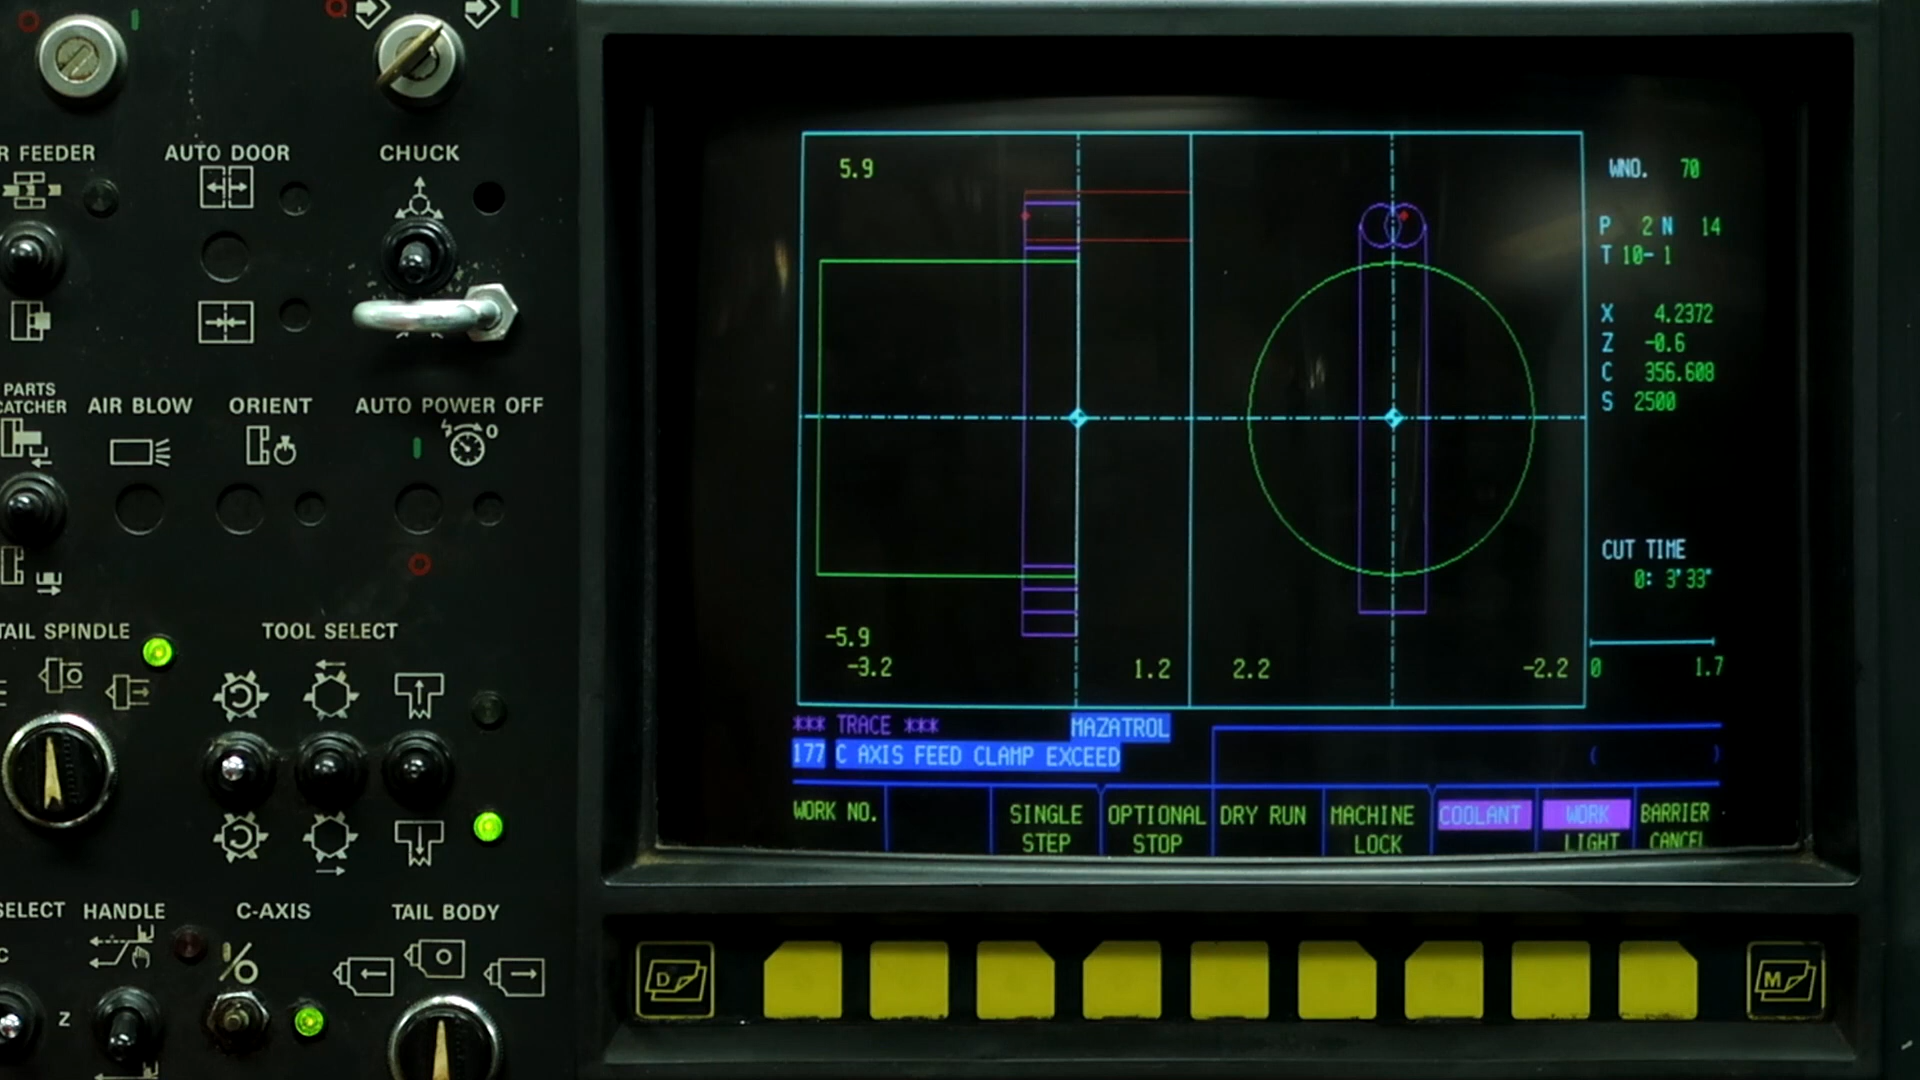 R FEEDER
AUTO DOOR
CHUCK
PARTS
CATCHER
AIR BLOW
ORIENT
AUTO POWER OFF
TAIL SPINDLE
TOOL SELECT
SELECT
HANDLE
C-AXIS
TAIL BODY
C
Z
5.9
-5.9
-3.2
1.2
2.2
-2.2
WNO. 70
P 2 N 14
T 10- 1
X 4.2372
Z -0.6
C 356.608
S 2500
CUT TIME
0: 3'33"
0 1.7
*** TRACE *** MAZATROL
177 C AXIS FEED CLAMP EXCEED
( )
WORK NO.
SINGLE
STEP
OPTIONAL
STOP
DRY RUN
MACHINE
LOCK
COOLANT
WORK
LIGHT
BARRIER
CANCEL
D
M